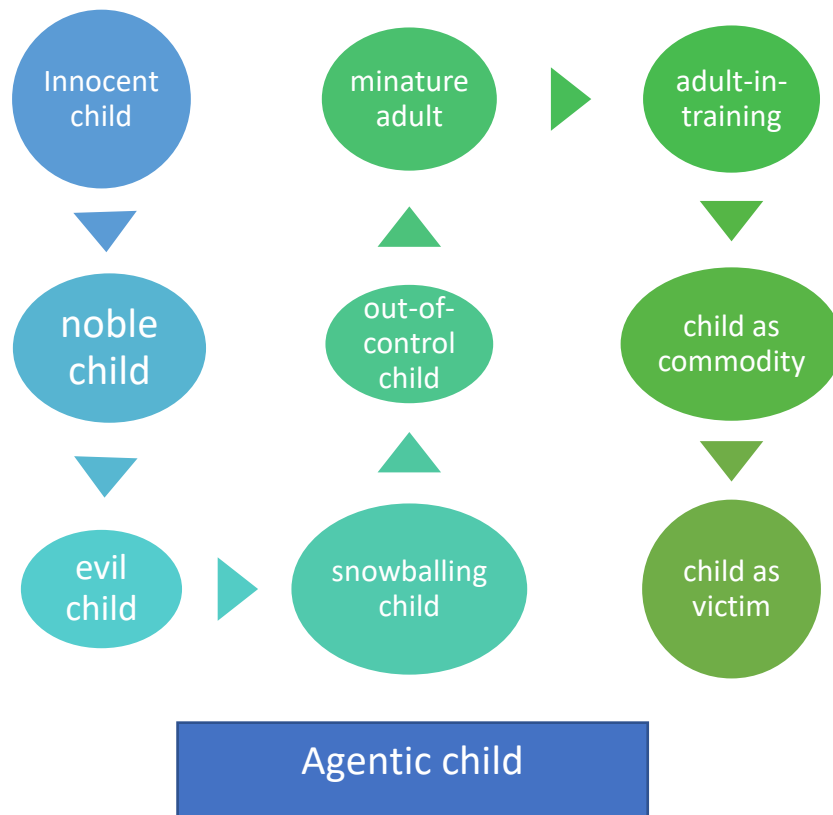 Innocent
child
noble
child
evil
child
snowballing
child
out-of-
control
child
minature
adult
adult-in-
training
child as
commodity
child as
victim
Agentic child